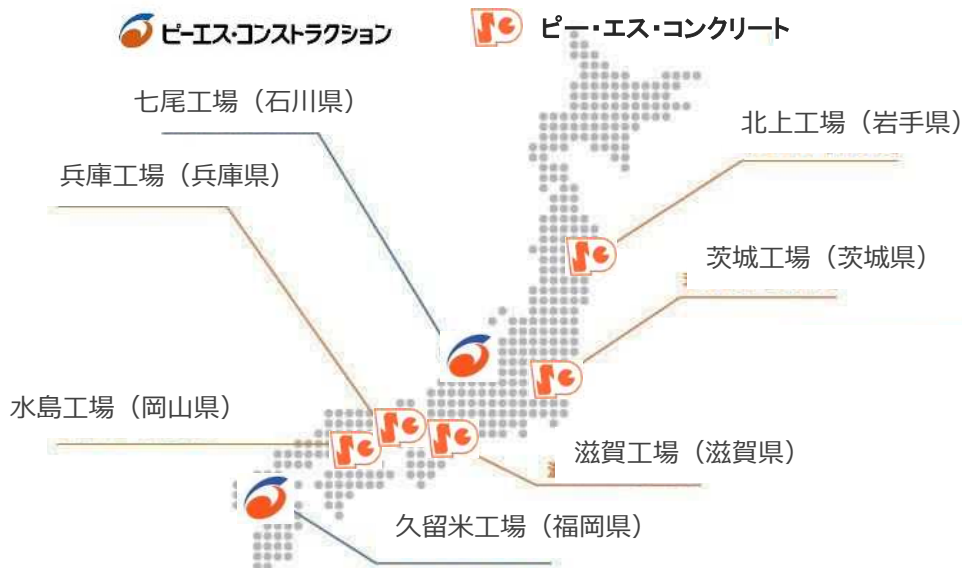 ピーエス・コンストラクション
ピー・エス・コンクリート
七尾工場（石川県）
北上工場（岩手県）
兵庫工場（兵庫県）
茨城工場（茨城県）
水島工場（岡山県）
滋賀工場（滋賀県）
久留米工場（福岡県）